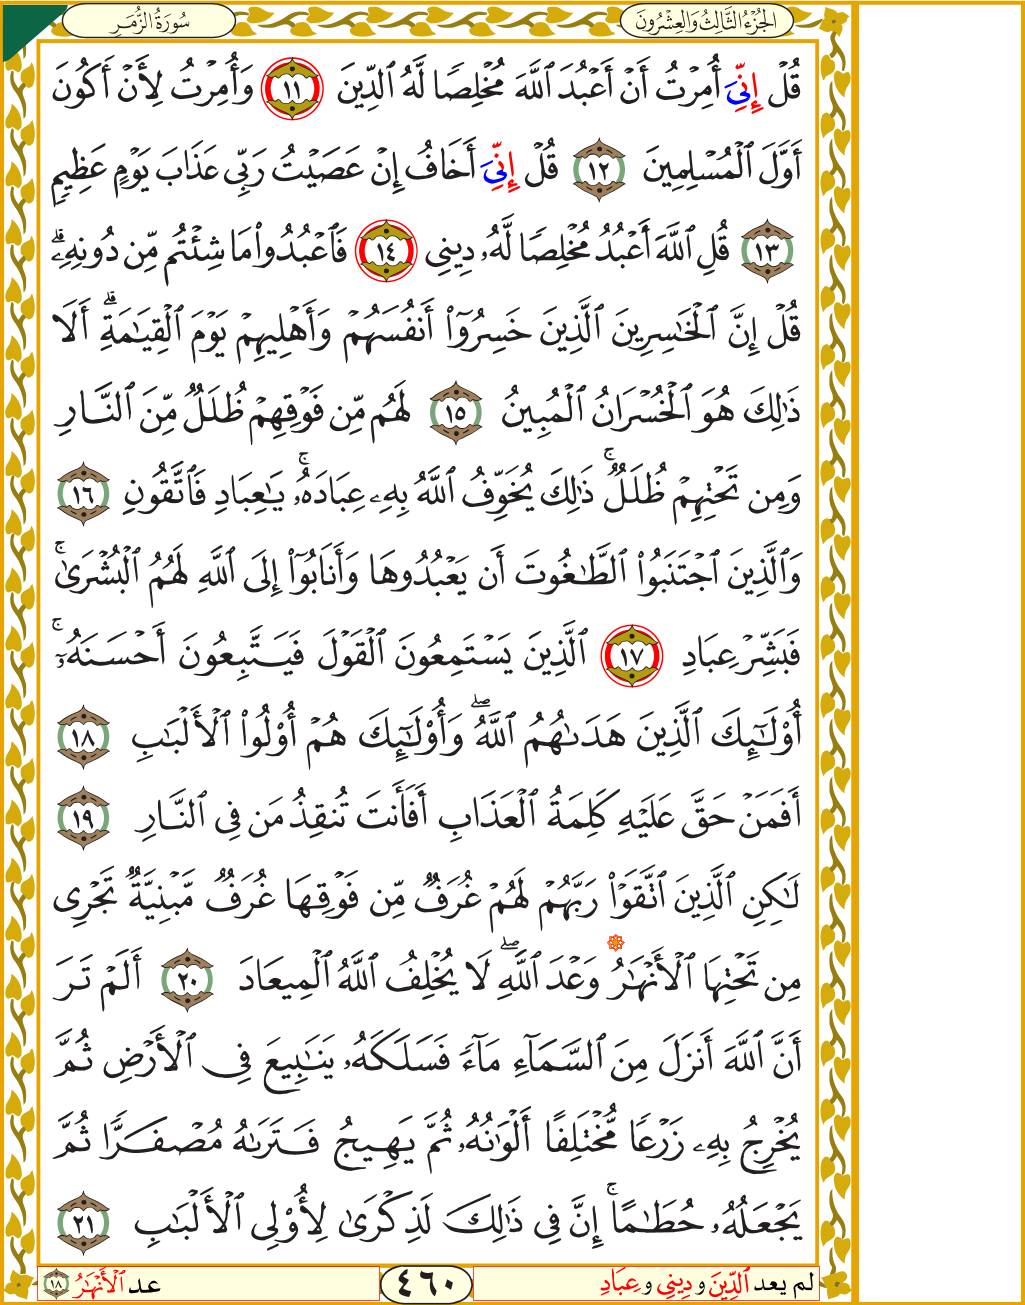 الجُزْءُ الثَّالِثُ وَالعِشْرُونَ
سُورَةُ الزُّمَرِ
قُلْ إِنِّيَ أُمِرْتُ أَنْ أَعْبُدَ ٱللَّهَ مُخْلِصًا لَّهُ ٱلدِّينَ ١١ وَأُمِرْتُ لِأَنْ أَكُونَ
أَوَّلَ ٱلْمُسْلِمِينَ ١٢ قُلْ إِنِّيَ أَخَافُ إِنْ عَصَيْتُ رَبِّى عَذَابَ يَوْمٍ عَظِيمٍ
١٣ قُلِ ٱللَّهَ أَعْبُدُ مُخْلِصًا لَّهُۥ دِينِى ١٤ فَٱعْبُدُوا۟ مَا شِئْتُم مِّن دُونِهِۦۗ
قُلْ إِنَّ ٱلْخَٰسِرِينَ ٱلَّذِينَ خَسِرُوٓا۟ أَنفُسَهُمْ وَأَهْلِيهِمْ يَوْمَ ٱلْقِيَٰمَةِۗ أَلَا
ذَٰلِكَ هُوَ ٱلْخُسْرَانُ ٱلْمُبِينُ ١٥ لَهُم مِّن فَوْقِهِمْ ظُلَلٌ مِّنَ ٱلنَّارِ
وَمِن تَحْتِهِمْ ظُلَلٌۚ ذَٰلِكَ يُخَوِّفُ ٱللَّهُ بِهِۦ عِبَادَهُۥۚ يَٰعِبَادِ فَٱتَّقُونِ ١٦
وَٱلَّذِينَ ٱجْتَنَبُوا۟ ٱلطَّٰغُوتَ أَن يَعْبُدُوهَا وَأَنَابُوٓا۟ إِلَى ٱللَّهِ لَهُمُ ٱلْبُشْرَىٰۚ
فَبَشِّرْ عِبَادِ ١٧ ٱلَّذِينَ يَسْتَمِعُونَ ٱلْقَوْلَ فَيَتَّبِعُونَ أَحْسَنَهُۥٓۚ
أُو۟لَٰٓئِكَ ٱلَّذِينَ هَدَىٰهُمُ ٱللَّهُۖ وَأُو۟لَٰٓئِكَ هُمْ أُو۟لُوا۟ ٱلْأَلْبَٰبِ ١٨
أَفَمَنْ حَقَّ عَلَيْهِ كَلِمَةُ ٱلْعَذَابِ أَفَأَنتَ تُنقِذُ مَن فِى ٱلنَّارِ ١٩
لَٰكِنِ ٱلَّذِينَ ٱتَّقَوْا۟ رَبَّهُمْ لَهُمْ غُرَفٌ مِّن فَوْقِهَا غُرَفٌ مَّبْنِيَّةٌ تَجْرِى
مِن تَحْتِهَا ٱلْأَنْهَٰرُ وَعْدَ ٱللَّهِۖ لَا يُخْلِفُ ٱللَّهُ ٱلْمِيعَادَ ٢٠ أَلَمْ تَرَ
أَنَّ ٱللَّهَ أَنزَلَ مِنَ ٱلسَّمَآءِ مَآءً فَسَلَكَهُۥ يَنَٰبِيعَ فِى ٱلْأَرْضِ ثُمَّ
يُخْرِجُ بِهِۦ زَرْعًا مُّخْتَلِفًا أَلْوَٰنُهُۥ ثُمَّ يَهِيجُ فَتَرَىٰهُ مُصْفَرًّا ثُمَّ
يَجْعَلُهُۥ حُطَٰمًاۚ إِنَّ فِى ذَٰلِكَ لَذِكْرَىٰ لِأُو۟لِى ٱلْأَلْبَٰبِ ٢١
لم يعد ٱلدِّينَ و دِينِى و عِبَادِ
٤٦٠
عد ٱلْأَنْهَٰرُ ١٨